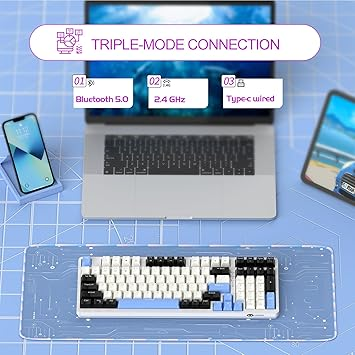 TRIPLE-MODE CONNECTION
01
Bluetooth 5.0
02
2.4 GHz
03
Type-c wired